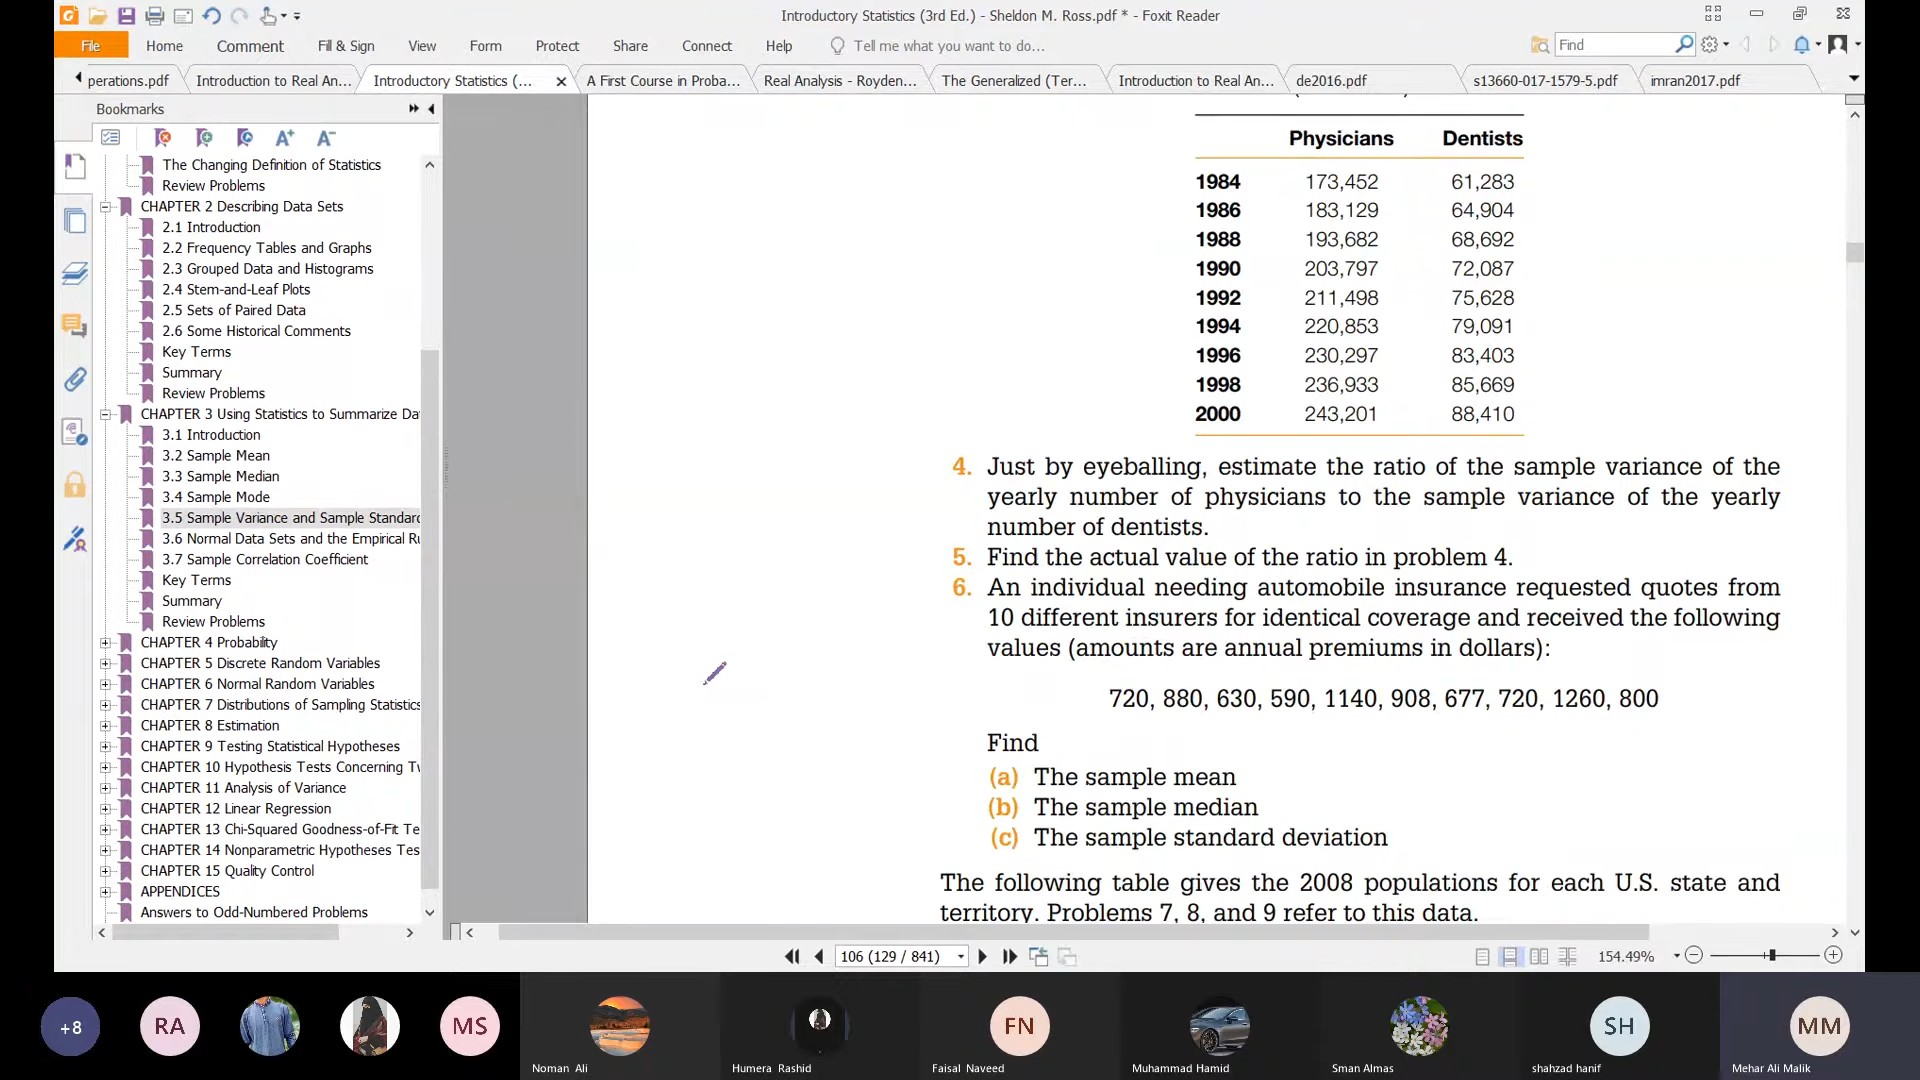 Introductory Statistics (3rd Ed.) - Sheldon M. Ross.pdf * - Foxit Reader
File Home Comment Fill & Sign View Form Protect Share Connect Help Tell me what you want to do... Find
perations.pdf Introduction to Real An... Introductory Statistics (... A First Course in Proba... Real Analysis - Royden... The Generalized (Ter... Introduction to Real An... de2016.pdf s13660-017-1579-5.pdf imran2017.pdf
Bookmarks
The Changing Definition of Statistics
Review Problems
CHAPTER 2 Describing Data Sets
2.1 Introduction
2.2 Frequency Tables and Graphs
2.3 Grouped Data and Histograms
2.4 Stem-and-Leaf Plots
2.5 Sets of Paired Data
2.6 Some Historical Comments
Key Terms
Summary
Review Problems
CHAPTER 3 Using Statistics to Summarize Da
3.1 Introduction
3.2 Sample Mean
3.3 Sample Median
3.4 Sample Mode
3.5 Sample Variance and Sample Standard
3.6 Normal Data Sets and the Empirical Ru
3.7 Sample Correlation Coefficient
Key Terms
Summary
Review Problems
CHAPTER 4 Probability
CHAPTER 5 Discrete Random Variables
CHAPTER 6 Normal Random Variables
CHAPTER 7 Distributions of Sampling Statistics
CHAPTER 8 Estimation
CHAPTER 9 Testing Statistical Hypotheses
CHAPTER 10 Hypothesis Tests Concerning Tw
CHAPTER 11 Analysis of Variance
CHAPTER 12 Linear Regression
CHAPTER 13 Chi-Squared Goodness-of-Fit Te
CHAPTER 14 Nonparametric Hypotheses Tes
CHAPTER 15 Quality Control
APPENDICES
Answers to Odd-Numbered Problems
Physicians Dentists
1984 173,452 61,283
1986 183,129 64,904
1988 193,682 68,692
1990 203,797 72,087
1992 211,498 75,628
1994 220,853 79,091
1996 230,297 83,403
1998 236,933 85,669
2000 243,201 88,410
4. Just by eyeballing, estimate the ratio of the sample variance of the
yearly number of physicians to the sample variance of the yearly
number of dentists.
5. Find the actual value of the ratio in problem 4.
6. An individual needing automobile insurance requested quotes from
10 different insurers for identical coverage and received the following
values (amounts are annual premiums in dollars):
720, 880, 630, 590, 1140, 908, 677, 720, 1260, 800
Find
(a) The sample mean
(b) The sample median
(c) The sample standard deviation
The following table gives the 2008 populations for each U.S. state and
territory. Problems 7, 8, and 9 refer to this data.
106 (129 / 841) 154.49%
+8 RA MS FN SH MM
Noman Ali Humera Rashid Faisal Naveed Muhammad Hamid Sman Almas shahzad hanif Mehar Ali Malik